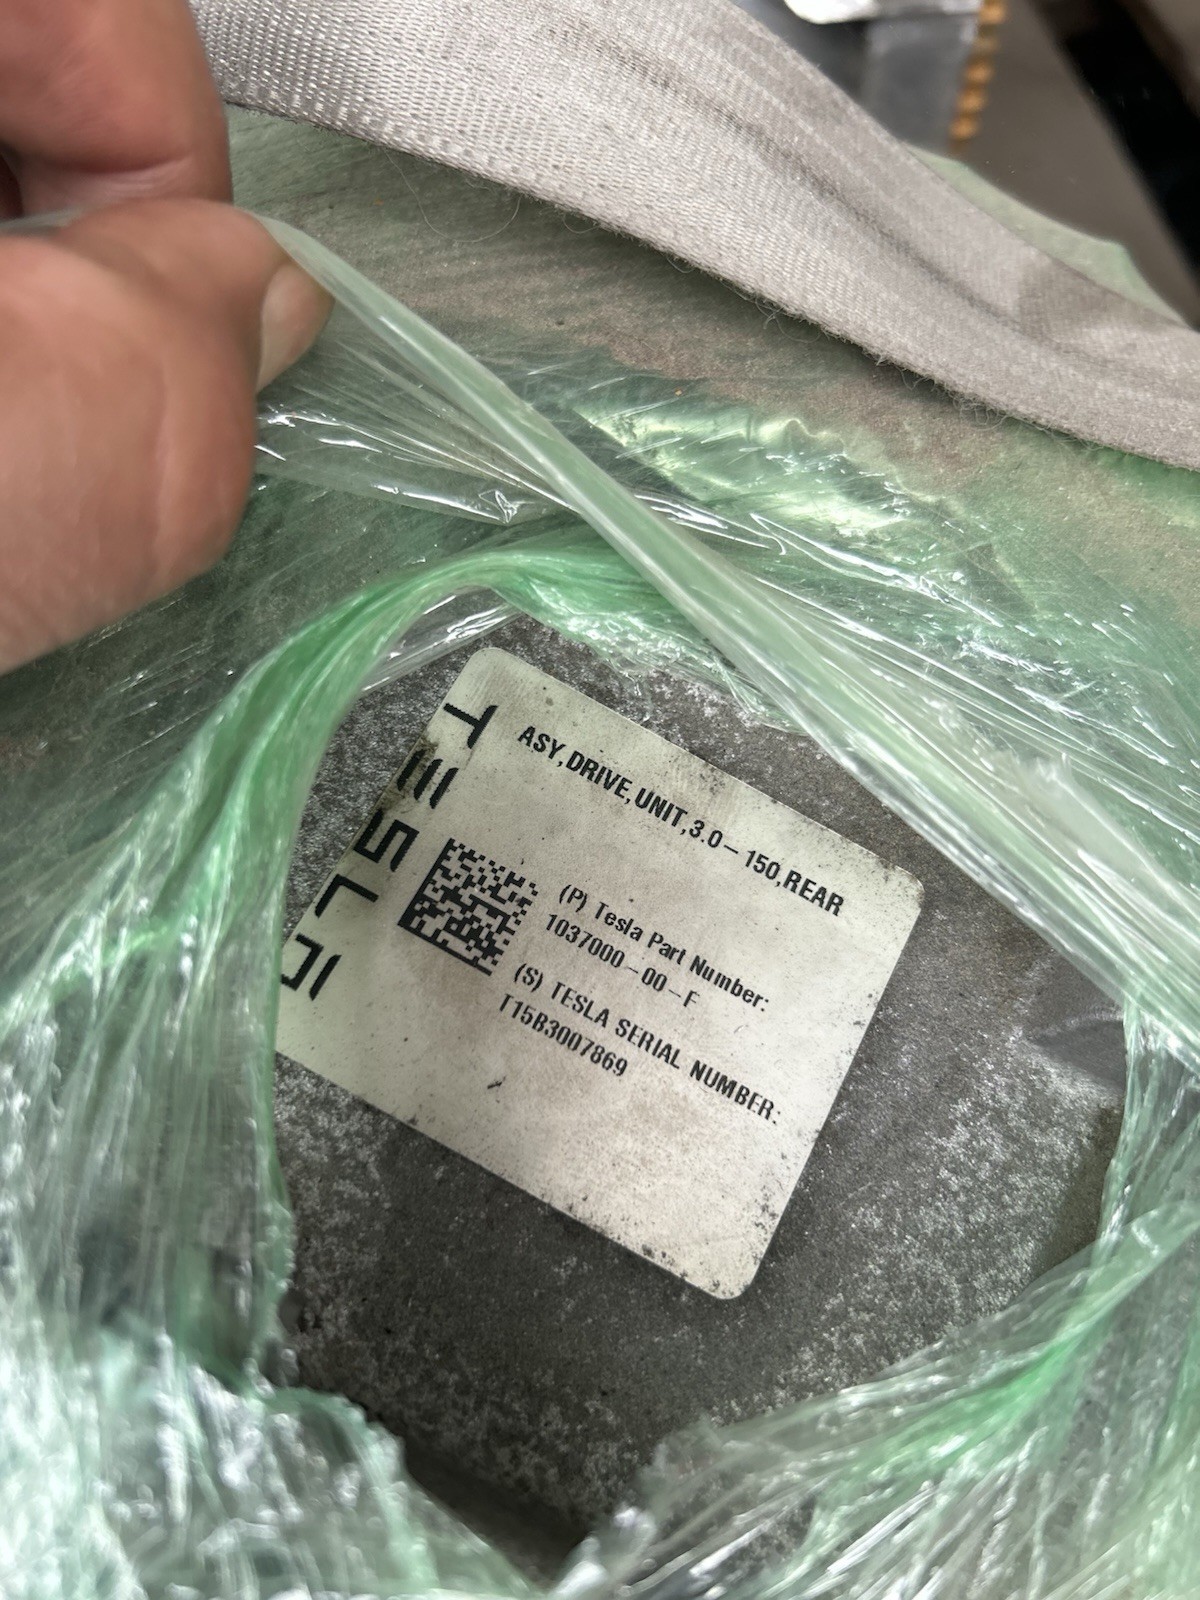 TESLA
ASY,DRIVE,UNIT,3.0-150,REAR
(P) Tesla Part Number:
1037000-00-F
(S) TESLA SERIAL NUMBER:
T15B3007869